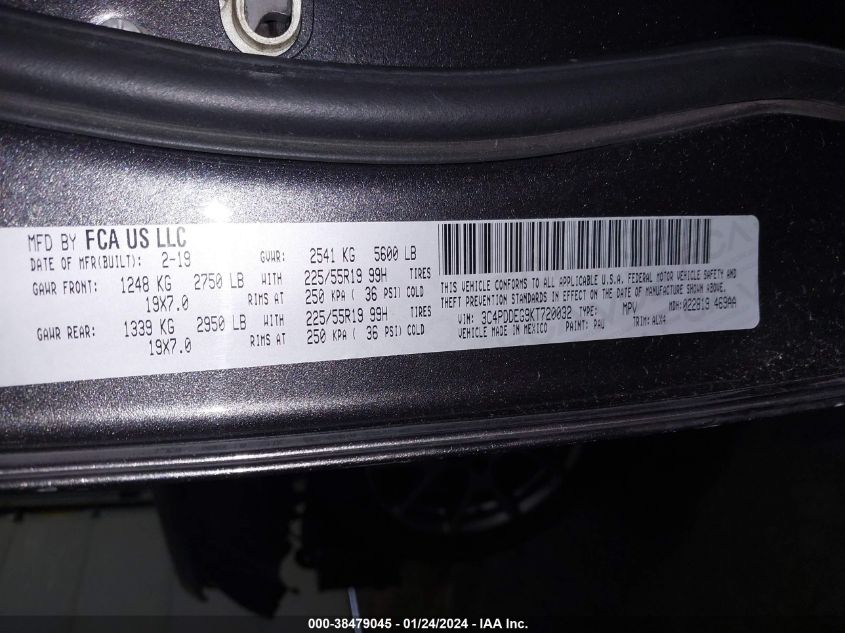 MFD BY FCA US LLC
DATE OF MFR(BUILT): 2-19 GVWR: 2541 KG 5600 LB
GAWR FRONT: 1248 KG 2750 LB WITH 225/55R19 99H TIRES
19X7.0 RIMS AT 250 KPA ( 36 PSI) COLD
GAWR REAR: 1339 KG 2950 LB WITH 225/55R19 99H TIRES
19X7.0 RIMS AT 250 KPA ( 36 PSI) COLD
THIS VEHICLE CONFORMS TO ALL APPLICABLE U.S.A. FEDERAL MOTOR VEHICLE SAFETY AND
THEFT PREVENTION STANDARDS IN EFFECT ON THE DATE OF MANUFACTURE SHOWN ABOVE.
VIN: 3C4PDDEG9KT720032 TYPE: MPV MDH: 022819 469AA
VEHICLE MADE IN MEXICO PAINT: PAU TRIM: ALX4
000-38479045 - 01/24/2024 - IAA Inc.